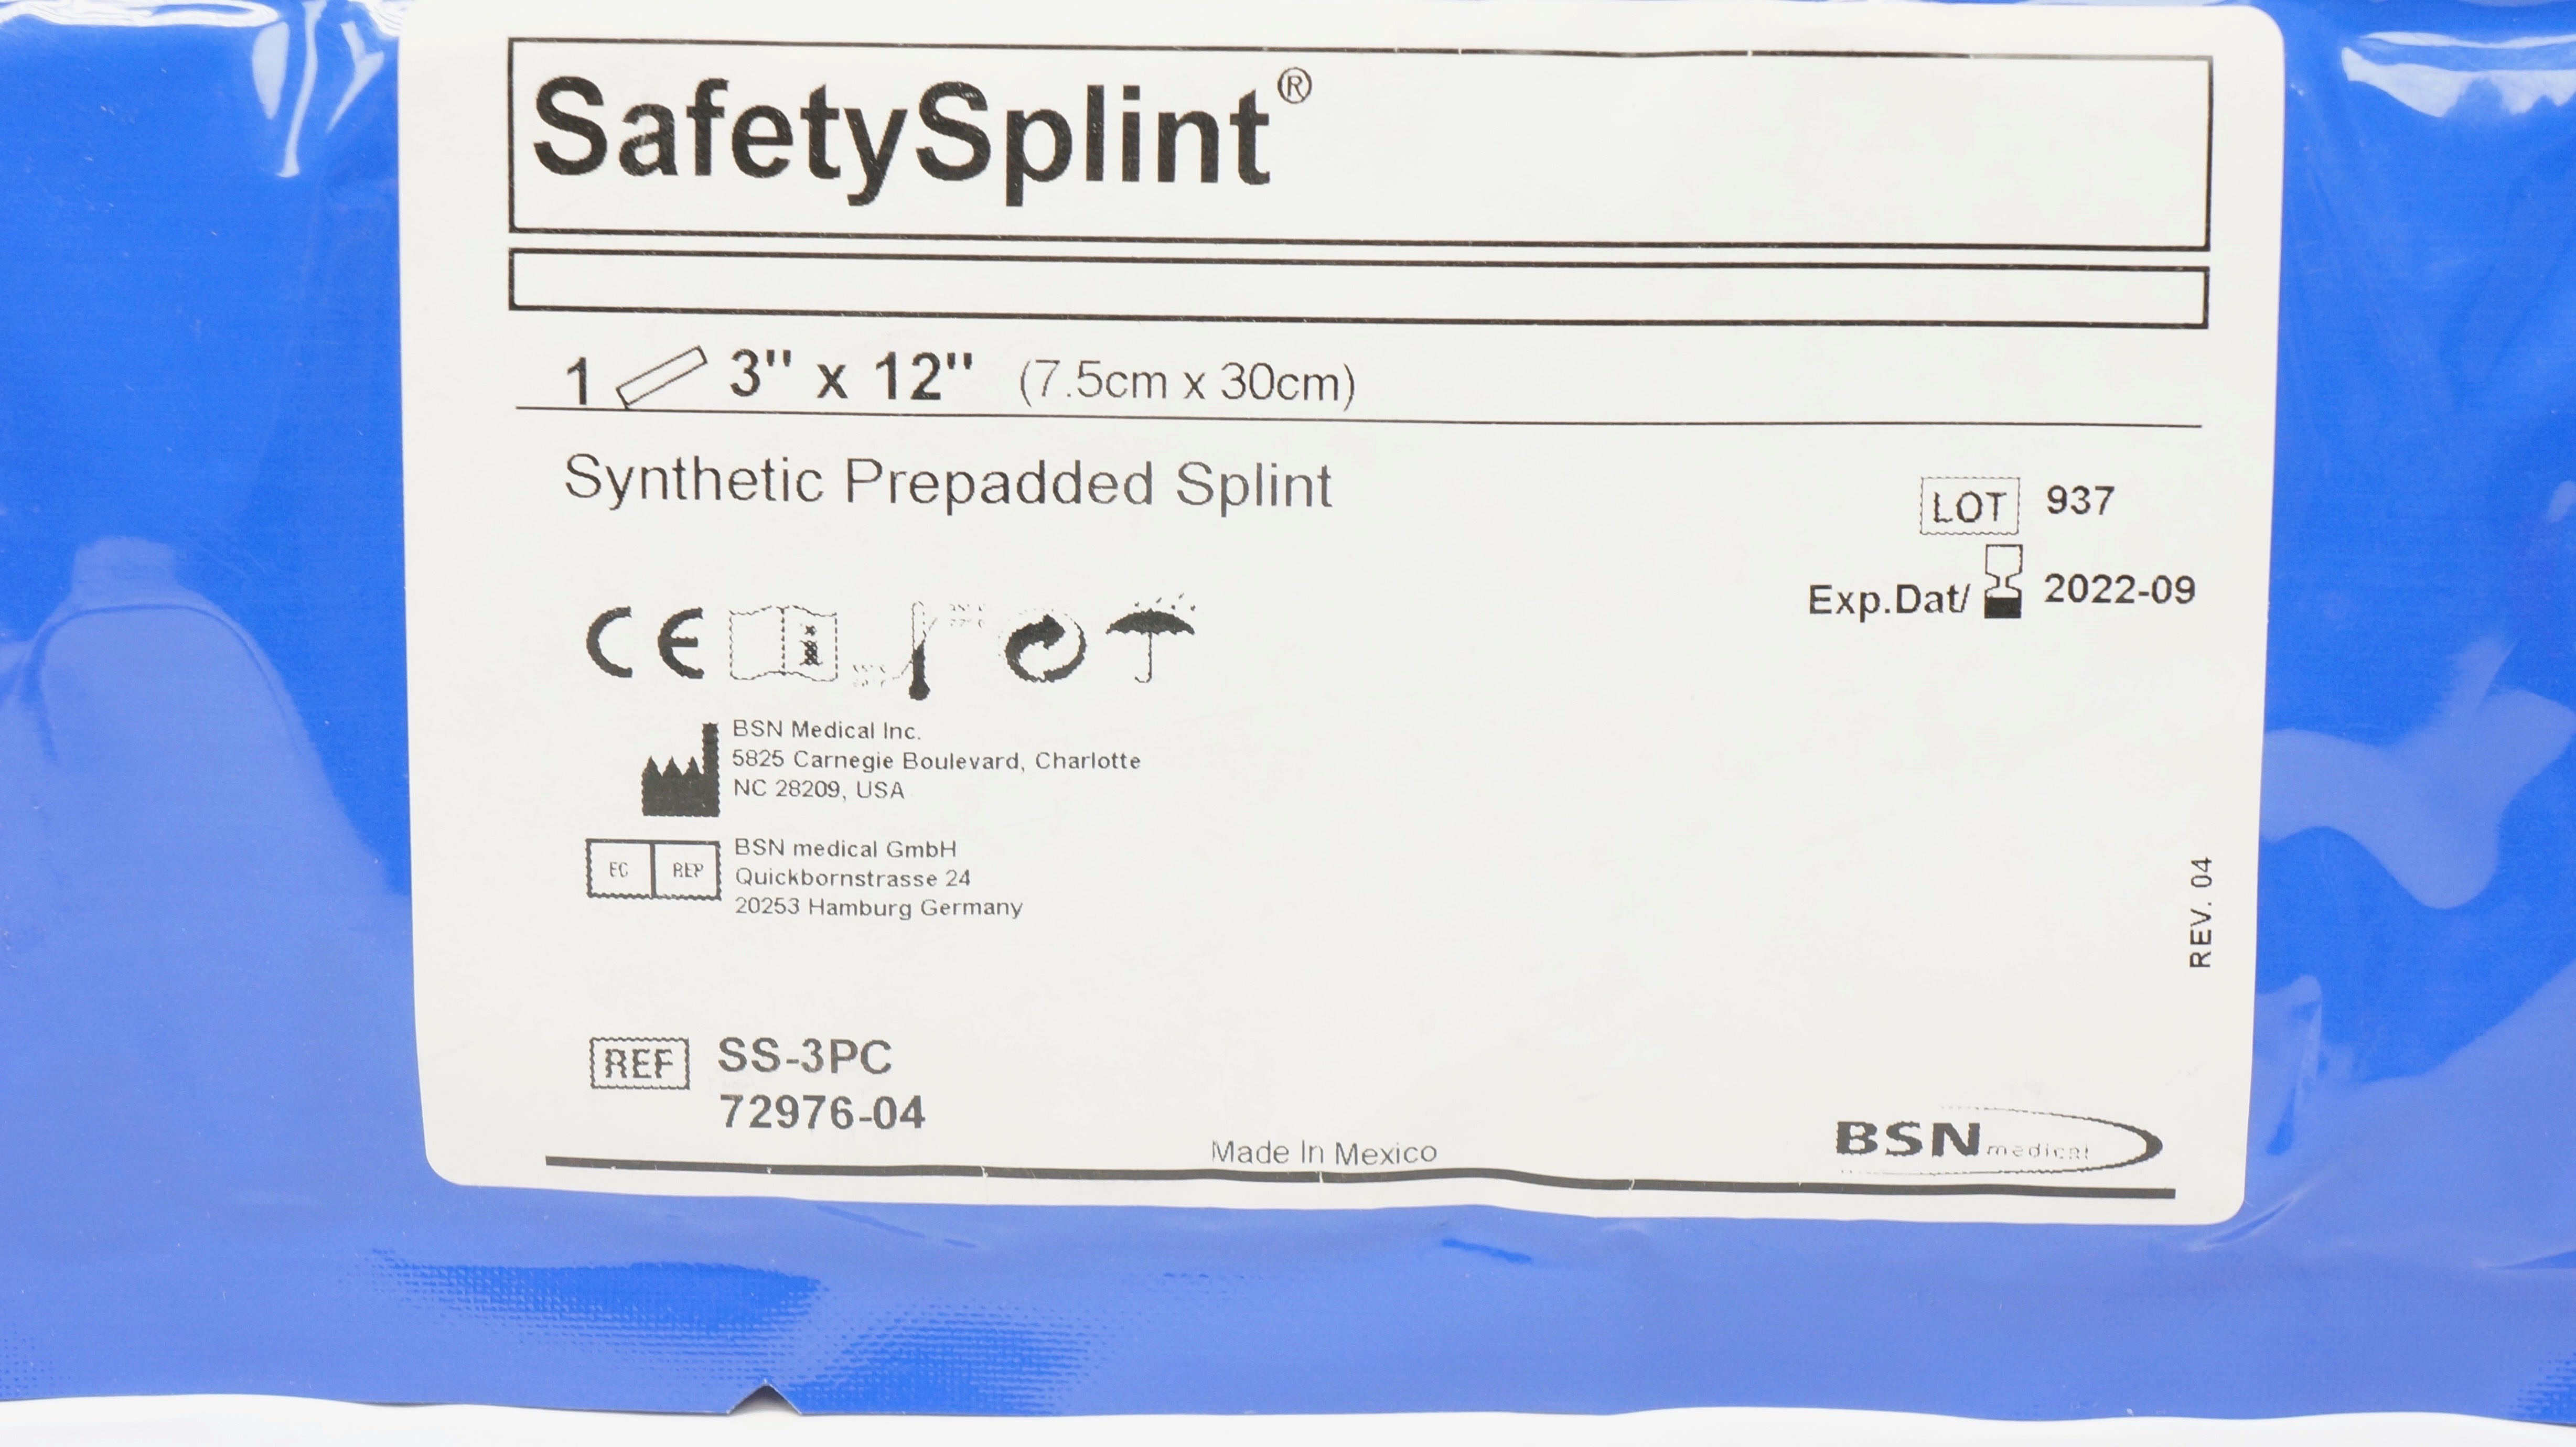 SafetySplint®
1 3" x 12" (7.5cm x 30cm)
Synthetic Prepadded Splint
LOT 937
Exp.Dat/ 2022-09
CE
BSN Medical Inc.
5825 Carnegie Boulevard, Charlotte
NC 28209, USA
EC REP
BSN medical GmbH
Quickbornstrasse 24
20253 Hamburg Germany
REV. 04
REF SS-3PC
72976-04
Made In Mexico
BSN medical